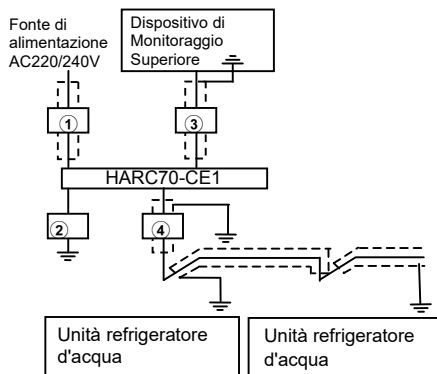 Fonte di
alimentazione
AC220/240V
Dispositivo di
Monitoraggio
Superiore
①
③
HARC70-CE1
②
④
Unità refrigeratore
d'acqua
Unità refrigeratore
d'acqua